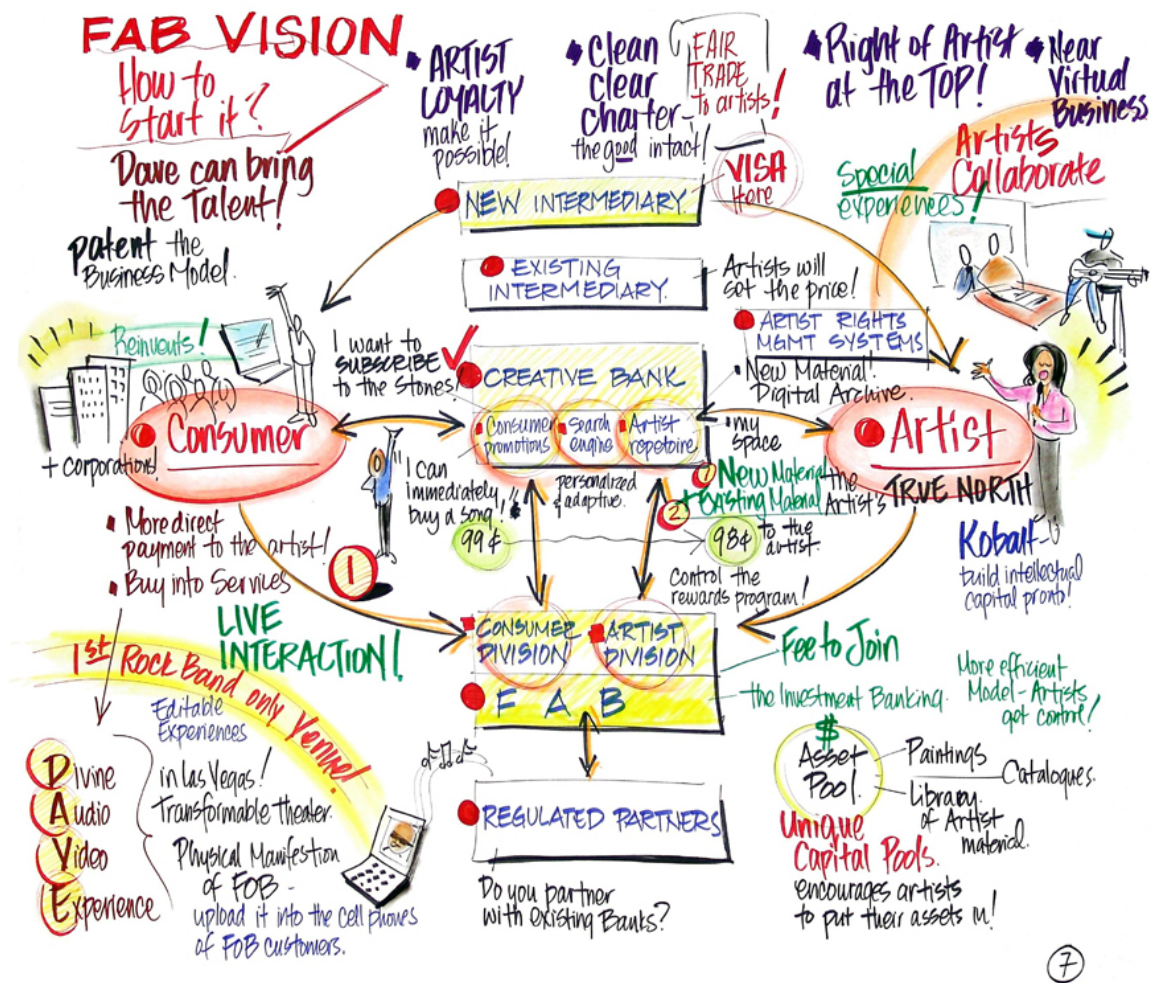 FAB VISION
How to
Start it?
Dave can bring
the Talent!
patent the
Business Model.
• ARTIST
LOYALTY
make it
possible!
• Clean
clear
charter-
the good intact!
FAIR
TRADE
to artists!
• Right of Artist
at the TOP!
• Near
Virtual
Business
VISA
Here
Special
experiences!
Artists
Collaborate
NEW INTERMEDIARY.
EXISTING
INTERMEDIARY.
Artists will
set the price!
ARTIST RIGHTS
MGMT SYSTEMS
• New Material!
Digital Archive.
Reinvents!
I want to
SUBSCRIBE
to the Stones!
CREATIVE BANK
Consumer
promotions
Search
engine
Artist
repetoire
• my
space
Consumer
+ corporations!
Artist
TRUE NORTH
I can
immediately
buy a song!
personalized
& adaptive.
1 New Material
+ Existing Material
2
the
Artist's
99¢
98¢
to the
artist.
Control the
rewards program!
Kobalt-
build intellectual
capital pronto!
• More direct
payment to the artist!
• Buy into Services
1
LIVE
INTERACTION!
CONSUMER
DIVISION
ARTIST
DIVISION
FAB
Fee to Join
the Investment Banking.
More efficient
Model - Artists
get control!
1st Rock Band only Venue!
Editable
Experiences
Divine
Audio
Video
Experience
in Las Vegas!
Transformable theater.
Physical Manifestion
of FOB -
upload it into the cell phones
of FOB customers.
REGULATED PARTNERS
Do you partner
with existing Banks?
$
Asset
Pool.
Paintings
Catalogues.
Library
of Artist
material.
Unique
Capital Pools.
encourages artists
to put their assets in!
7